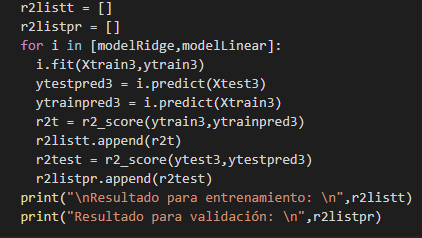 r2listt = []
r2listpr = []
for i in [modelRidge,modelLinear]:
  i.fit(Xtrain3,ytrain3)
  ytestpred3 = i.predict(Xtest3)
  ytrainpred3 = i.predict(Xtrain3)
  r2t = r2_score(ytrain3,ytrainpred3)
  r2listt.append(r2t)
  r2test = r2_score(ytest3,ytestpred3)
  r2listpr.append(r2test)
print("\nResultado para entrenamiento: \n",r2listt)
print("Resultado para validación: \n",r2listpr)